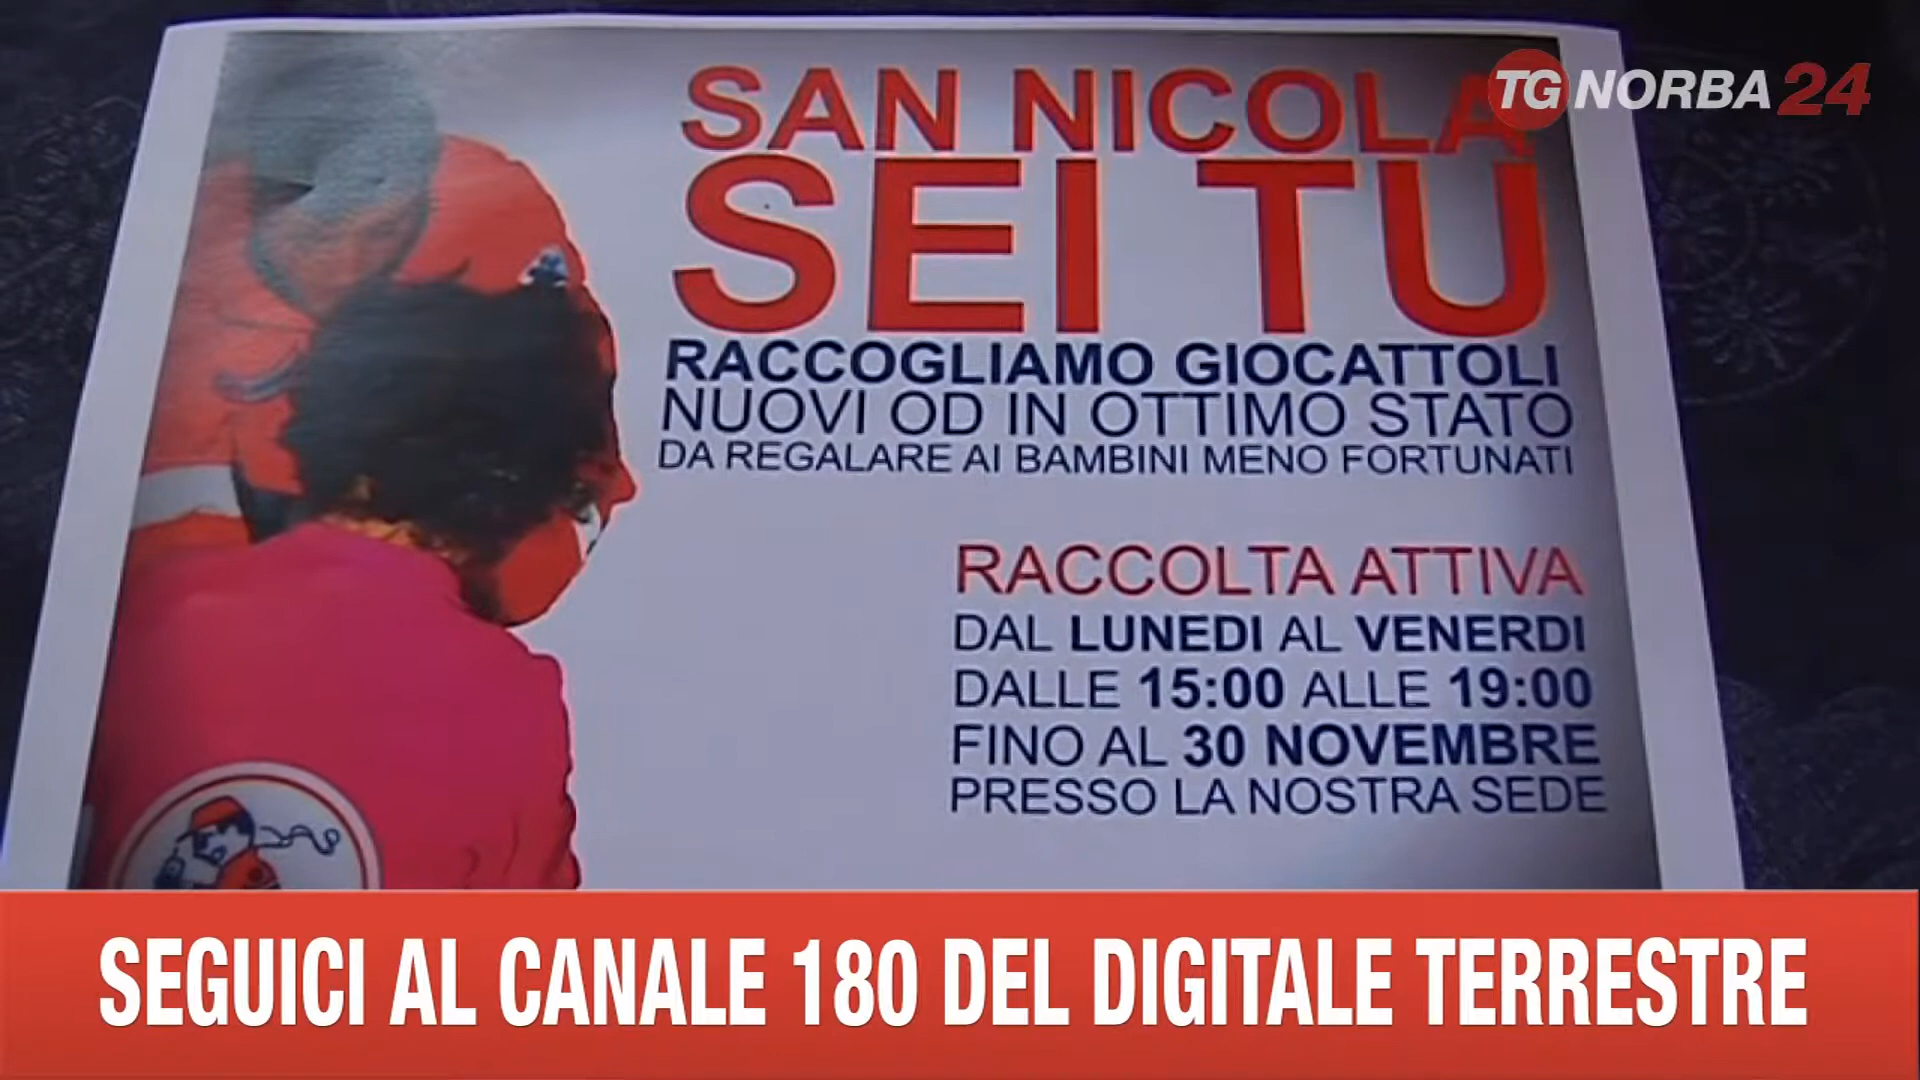 SAN NICOLA
TG NORBA 24
SEI TU
RACCOGLIAMO GIOCATTOLI
NUOVI OD IN OTTIMO STATO
DA REGALARE AI BAMBINI MENO FORTUNATI
RACCOLTA ATTIVA
DAL LUNEDI AL VENERDI
DALLE 15:00 ALLE 19:00
FINO AL 30 NOVEMBRE
PRESSO LA NOSTRA SEDE
SEGUICI AL CANALE 180 DEL DIGITALE TERRESTRE